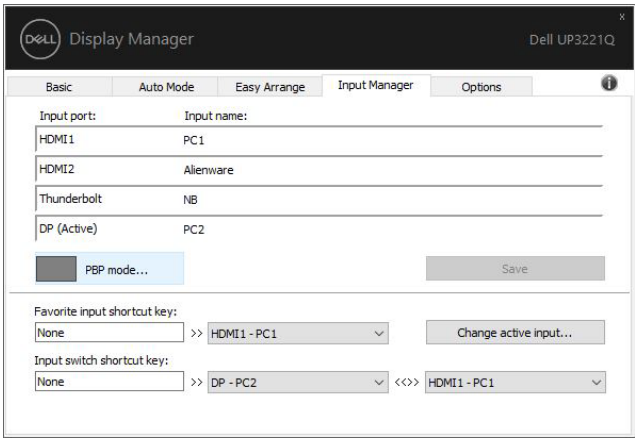 x
DELL Display Manager Dell UP3221Q
Basic Auto Mode Easy Arrange Input Manager Options i
Input port: Input name:
HDMI1 PC1
HDMI2 Alienware
Thunderbolt NB
DP (Active) PC2
PBP mode... Save
Favorite input shortcut key:
None >> HDMI1 - PC1 Change active input...
Input switch shortcut key:
None >> DP - PC2 <<>> HDMI1 - PC1